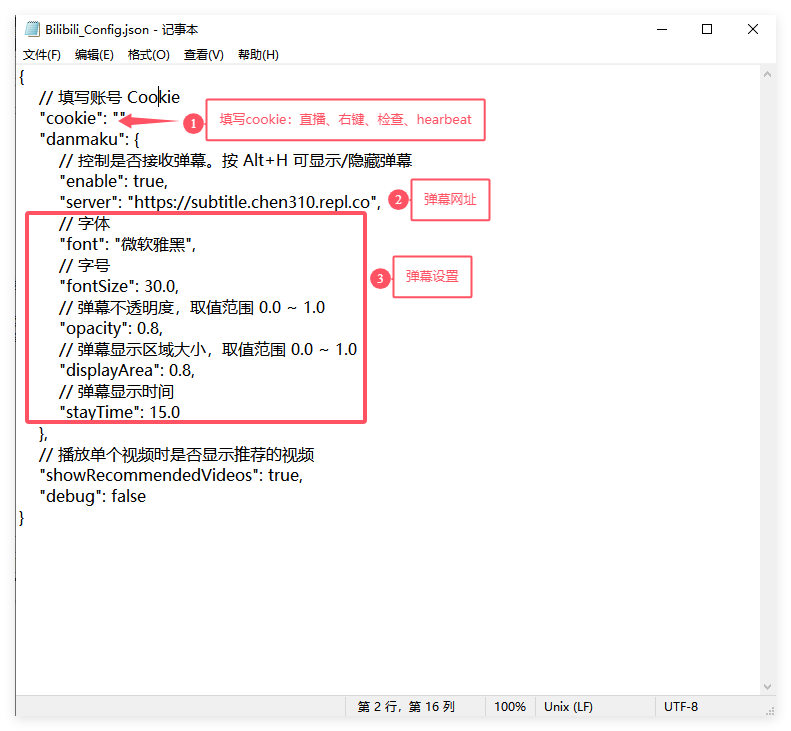 Bilibili_Config.json - 记事本
文件(F) 编辑(E) 格式(O) 查看(V) 帮助(H)
{
// 填写账号 Cookie
"cookie": ""
1 填写cookie：直播、右键、检查、hearbeat
"danmaku": {
// 控制是否接收弹幕。按 Alt+H 可显示/隐藏弹幕
"enable": true,
"server": "https://subtitle.chen310.repl.co",
2 弹幕网址
// 字体
"font": "微软雅黑",
// 字号
"fontSize": 30.0,
3 弹幕设置
// 弹幕不透明度，取值范围 0.0 ~ 1.0
"opacity": 0.8,
// 弹幕显示区域大小，取值范围 0.0 ~ 1.0
"displayArea": 0.8,
// 弹幕显示时间
"stayTime": 15.0
},
// 播放单个视频时是否显示推荐的视频
"showRecommendedVideos": true,
"debug": false
}
第 2 行，第 16 列 100% Unix (LF) UTF-8